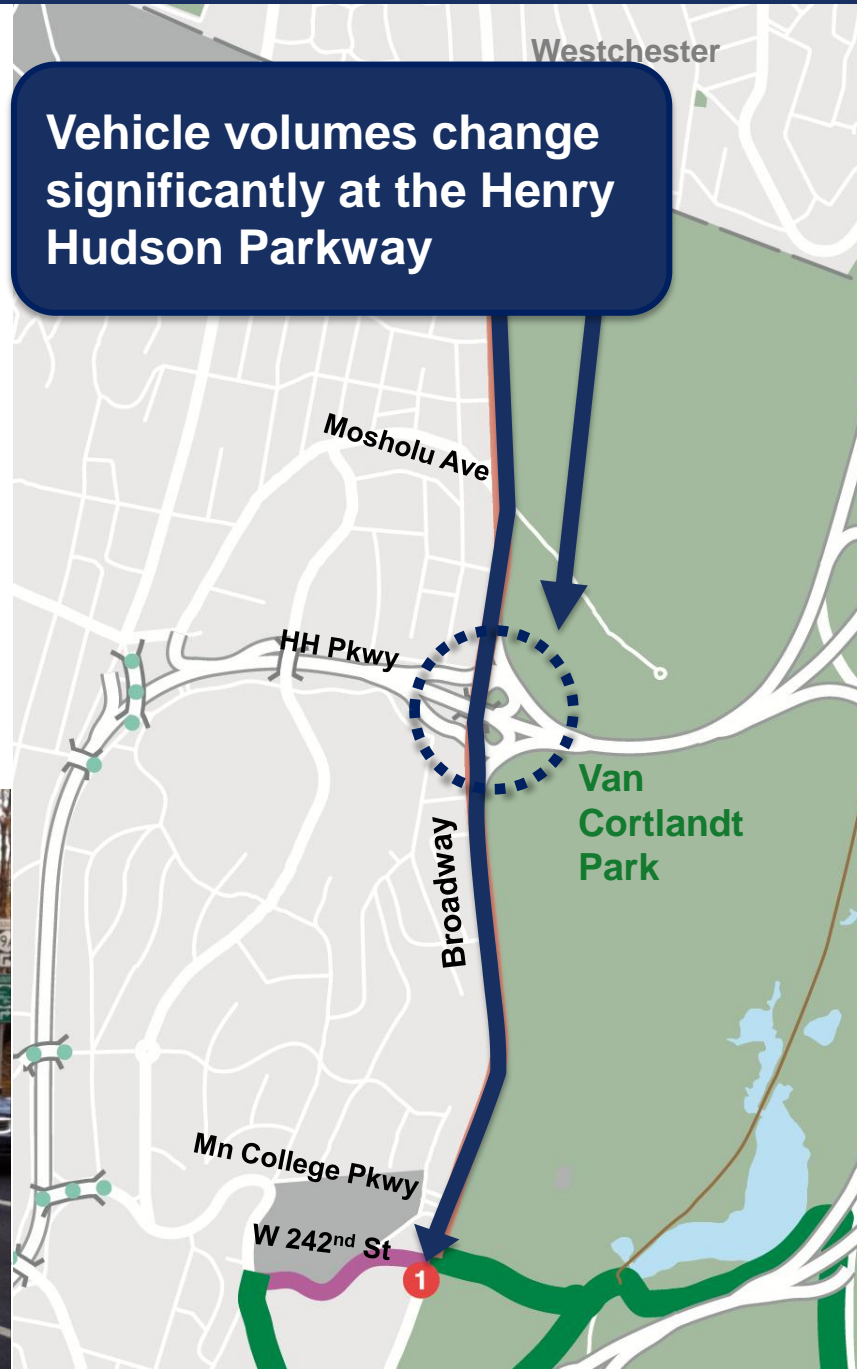 Westchester
Vehicle volumes change
significantly at the Henry
Hudson Parkway
Mosholu Ave
HH Pkwy
Van
Cortlandt
Park
Broadway
Mn College Pkwy
W 242nd St
1